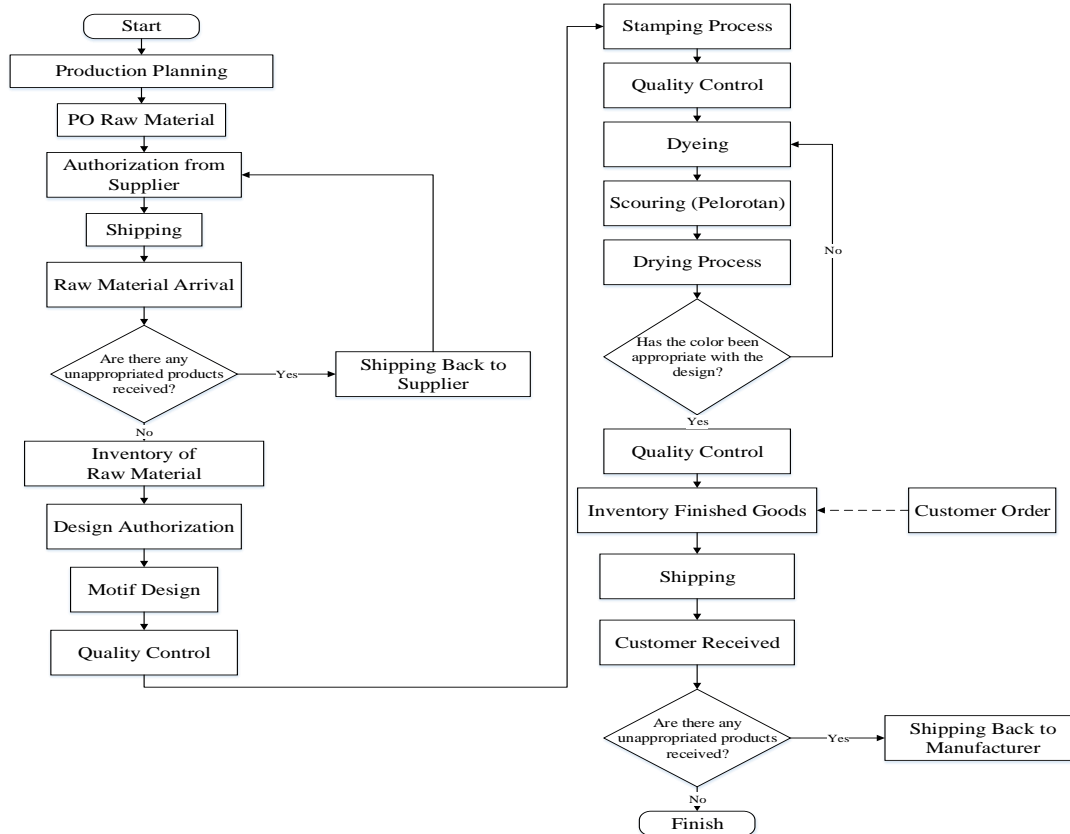 Start
Production Planning
PO Raw Material
Authorization from
Supplier
Shipping
Raw Material Arrival
Are there any
unappropriated products
received?
Yes
Shipping Back to
Supplier
No
Inventory of
Raw Material
Design Authorization
Motif Design
Quality Control
Stamping Process
Quality Control
Dyeing
Scouring (Pelorotan)
No
Drying Process
Has the color been
appropriate with the
design?
Yes
Quality Control
Inventory Finished Goods
Customer Order
Shipping
Customer Received
Are there any
unappropriated products
received?
Yes
Shipping Back to
Manufacturer
No
Finish